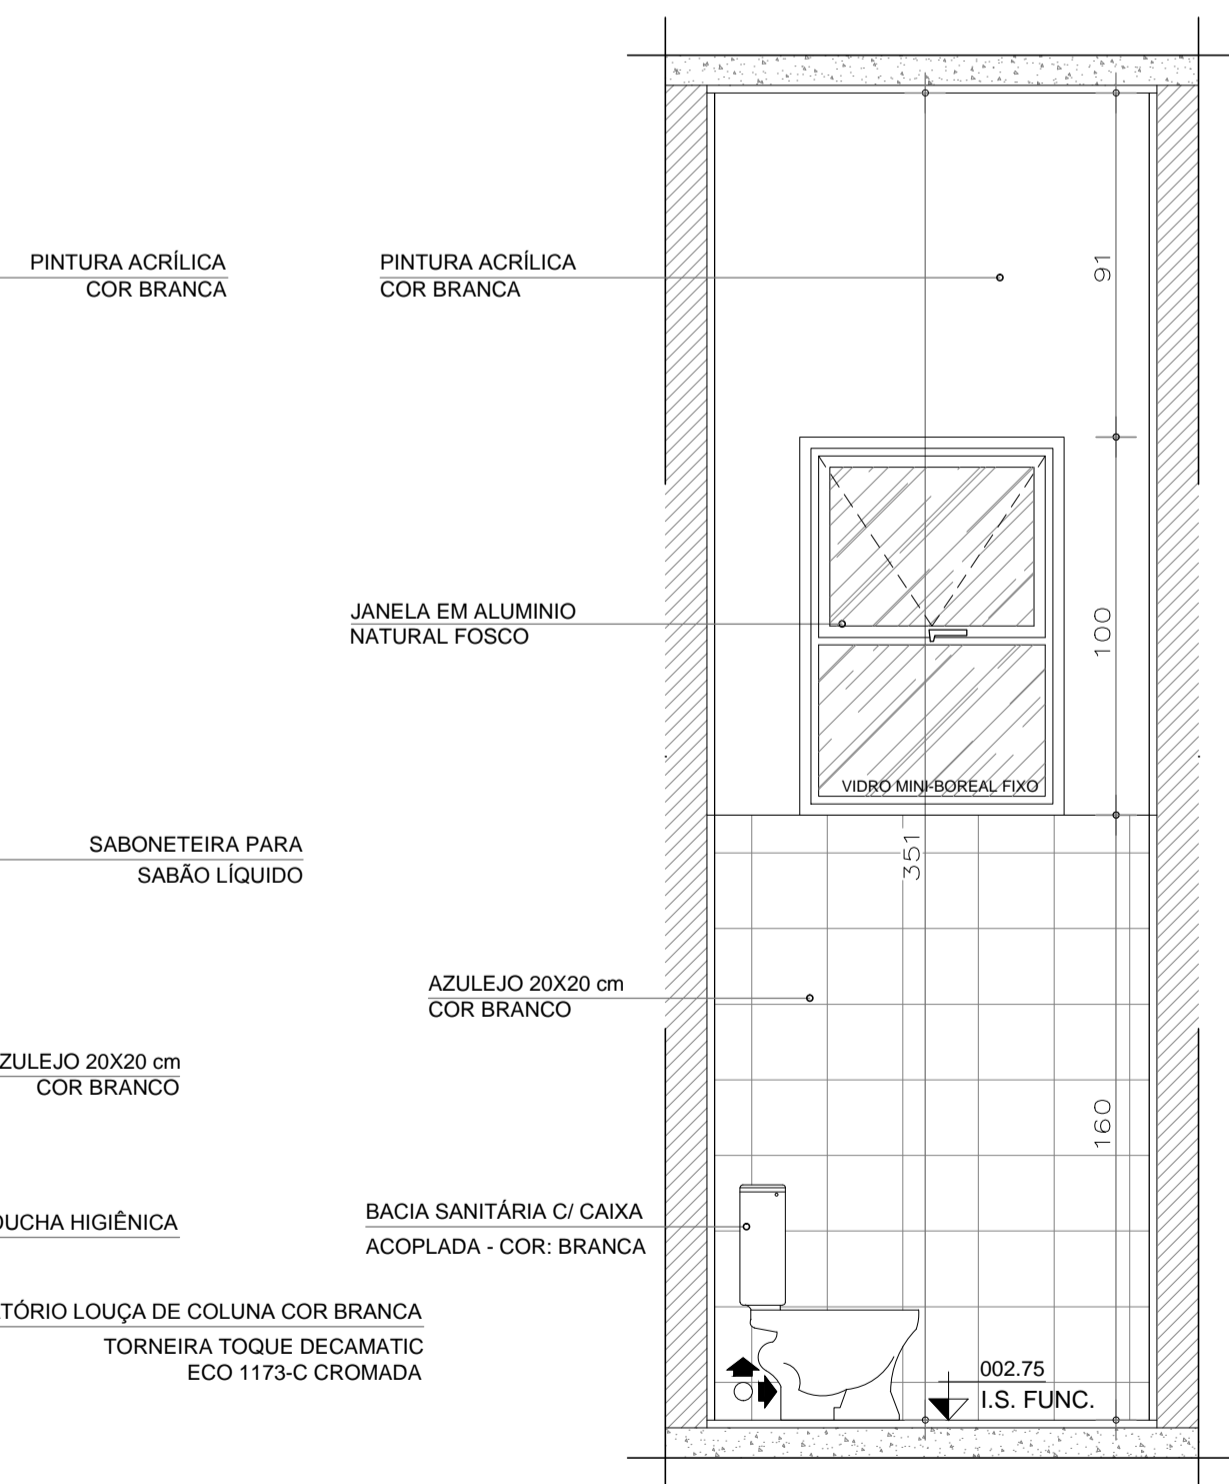 PINTURA ACRÍLICA
COR BRANCA
PINTURA ACRÍLICA
COR BRANCA
91
JANELA EM ALUMINIO
NATURAL FOSCO
100
VIDRO MINI-BOREAL FIXO
351
SABONETEIRA PARA
SABÃO LÍQUIDO
AZULEJO 20X20 cm
COR BRANCO
ZULEJO 20X20 cm
COR BRANCO
160
OUCHA HIGIÊNICA
BACIA SANITÁRIA C/ CAIXA
ACOPLADA - COR: BRANCA
TÓRIO LOUÇA DE COLUNA COR BRANCA
TORNEIRA TOQUE DECAMATIC
ECO 1173-C CROMADA
002.75
I.S. FUNC.